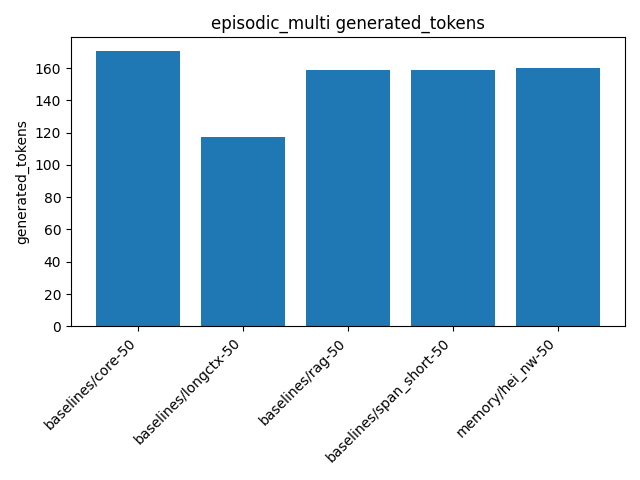 episodic_multi generated_tokens
generated_tokens
160
140
120
100
80
60
40
20
0
baselines/core-50
baselines/longctx-50
baselines/rag-50
baselines/span_short-50
memory/hei_nw-50